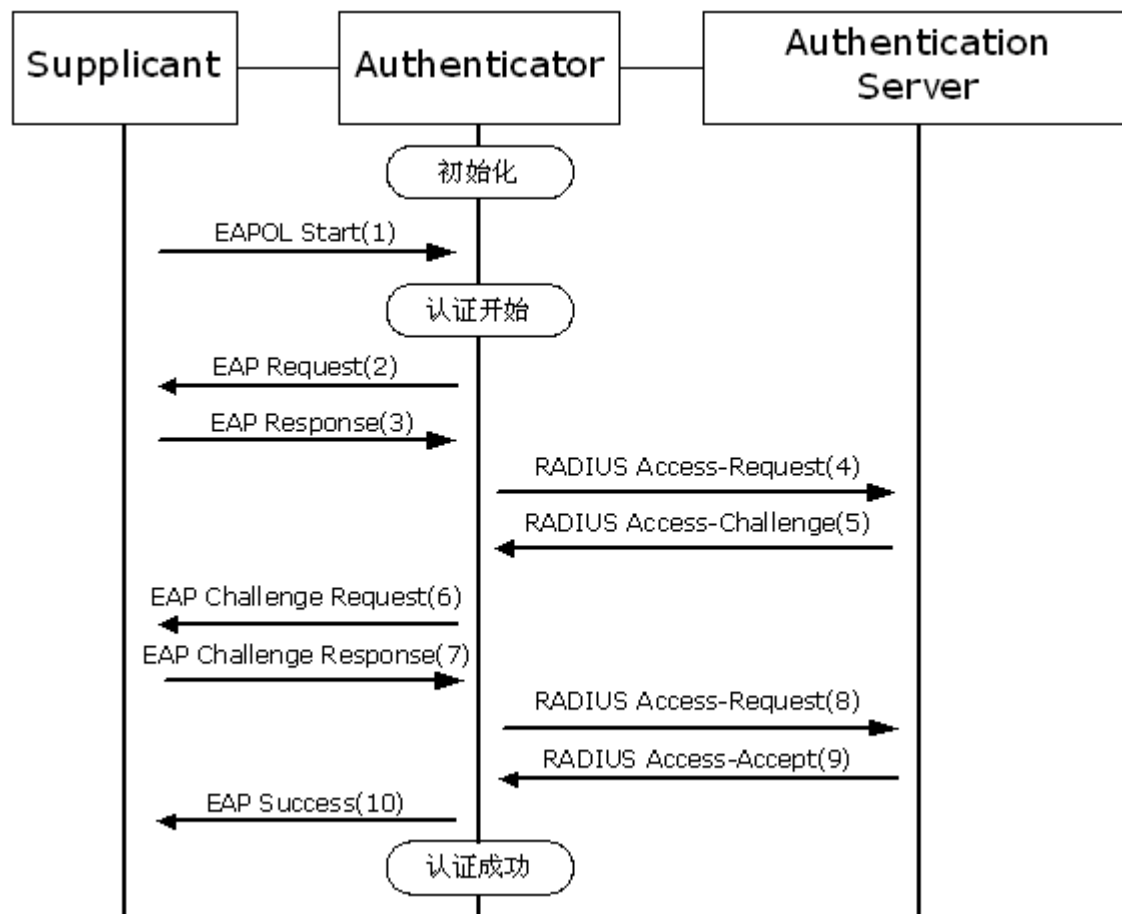 Supplicant
Authenticator
Authentication
Server
初始化
EAPOL Start(1)
认证开始
EAP Request(2)
EAP Response(3)
RADIUS Access-Request(4)
RADIUS Access-Challenge(5)
EAP Challenge Request(6)
EAP Challenge Response(7)
RADIUS Access-Request(8)
RADIUS Access-Accept(9)
EAP Success(10)
认证成功